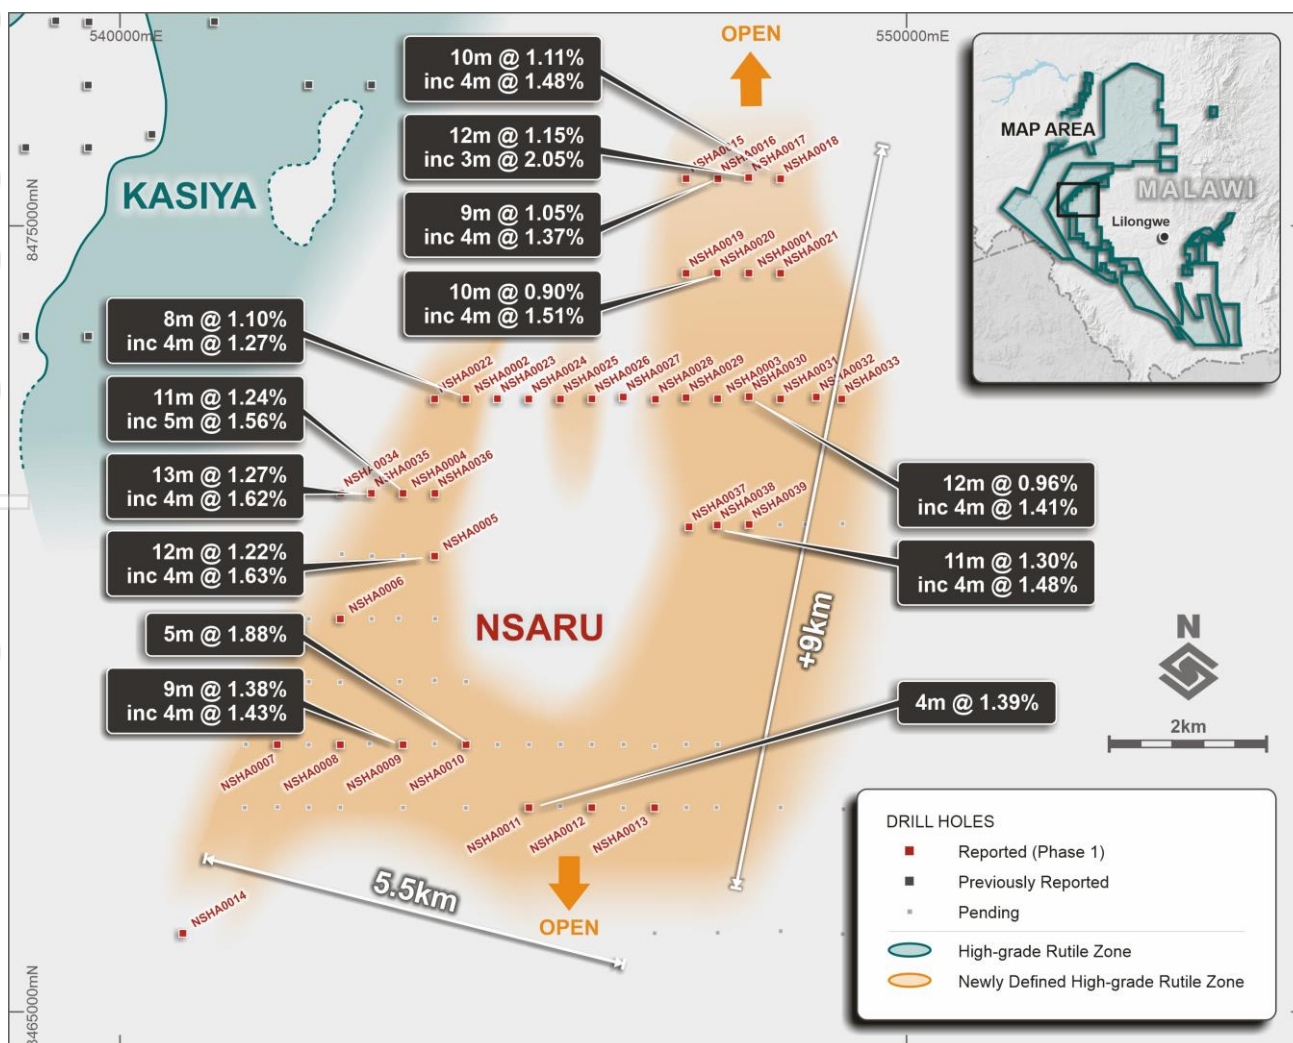 540000mE
550000mE
8475000mN
8465000mN
OPEN
KASIYA
10m @ 1.11%
inc 4m @ 1.48%
12m @ 1.15%
inc 3m @ 2.05%
9m @ 1.05%
inc 4m @ 1.37%
10m @ 0.90%
inc 4m @ 1.51%
NSHA0015
NSHA0016
NSHA0017
NSHA0018
NSHA0019
NSHA0020
NSHA0001
NSHA0021
MAP AREA
MALAWI
Lilongwe
8m @ 1.10%
inc 4m @ 1.27%
11m @ 1.24%
inc 5m @ 1.56%
13m @ 1.27%
inc 4m @ 1.62%
12m @ 1.22%
inc 4m @ 1.63%
5m @ 1.88%
9m @ 1.38%
inc 4m @ 1.43%
NSHA0022
NSHA0002
NSHA0023
NSHA0024
NSHA0025
NSHA0026
NSHA0027
NSHA0028
NSHA0029
NSHA0003
NSHA0030
NSHA0031
NSHA0032
NSHA0033
NSHA0034
NSHA0035
NSHA0004
NSHA0036
NSHA0037
NSHA0038
NSHA0039
12m @ 0.96%
inc 4m @ 1.41%
11m @ 1.30%
inc 4m @ 1.48%
NSHA0005
NSHA0006
NSARU
+9km
4m @ 1.39%
N
2km
NSHA0007
NSHA0008
NSHA0009
NSHA0010
NSHA0011
NSHA0012
NSHA0013
NSHA0014
5.5km
OPEN
DRILL HOLES
Reported (Phase 1)
Previously Reported
Pending
High-grade Rutile Zone
Newly Defined High-grade Rutile Zone